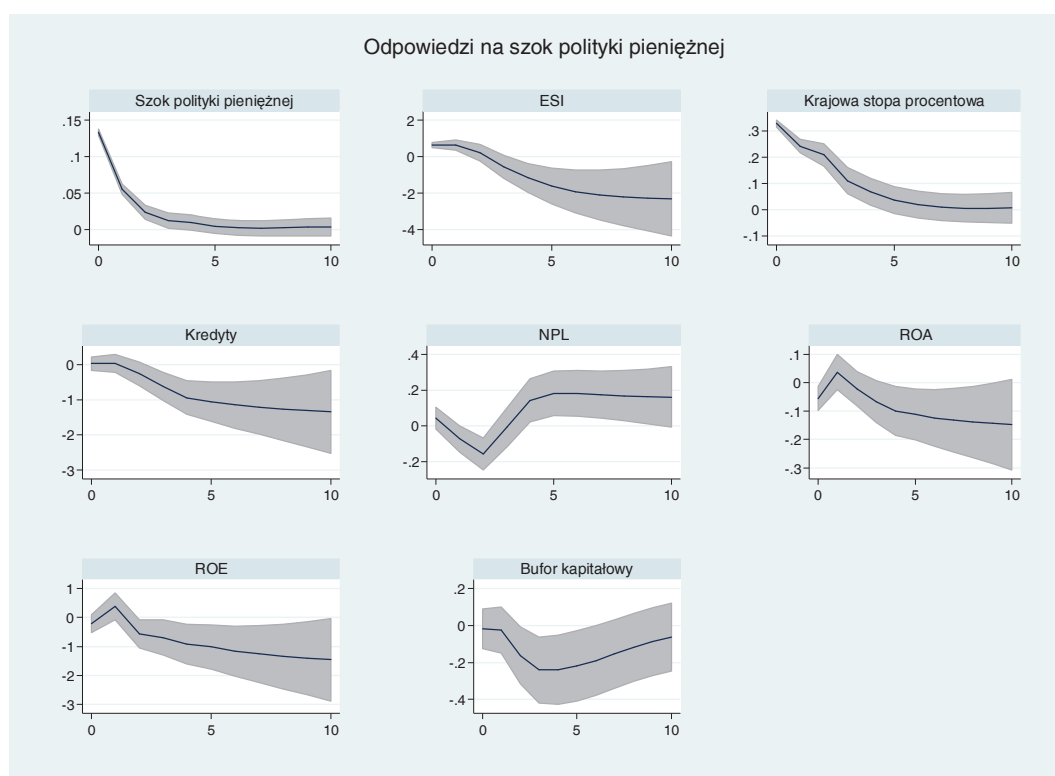 Odpowiedzi na szok polityki pieniężnej
Szok polityki pieniężnej
.15
.1
.05
0
0 5 10
ESI
2
0
-2
-4
0 5 10
Krajowa stopa procentowa
.3
.2
.1
0
-.1
0 5 10
Kredyty
0
-1
-2
-3
0 5 10
NPL
.4
.2
0
-.2
0 5 10
ROA
.1
0
-.1
-.2
-.3
0 5 10
ROE
1
0
-1
-2
-3
0 5 10
Bufor kapitałowy
.2
0
-.2
-.4
0 5 10